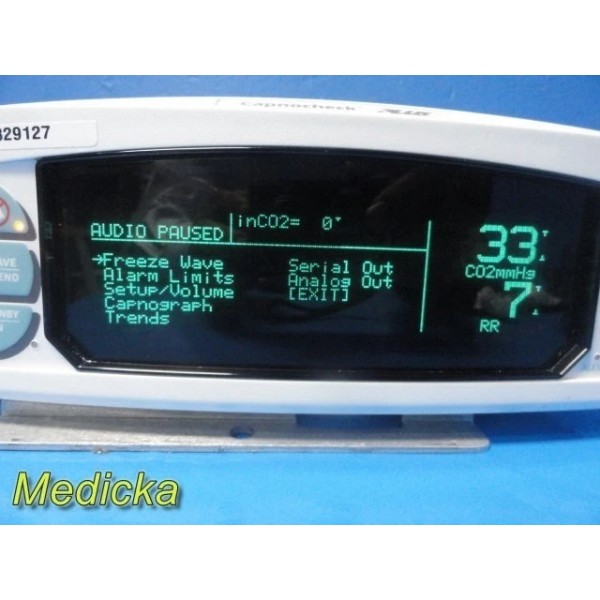 Capnocheck PLUS
329127
inCO2= 0
AUDIO PAUSED
→Freeze Wave
Alarm Limits
Setup/Volume
Capnograph
Trends
Serial Out
Analog Out
[EXIT]
33
CO2mmHg
7
RR
Medicka